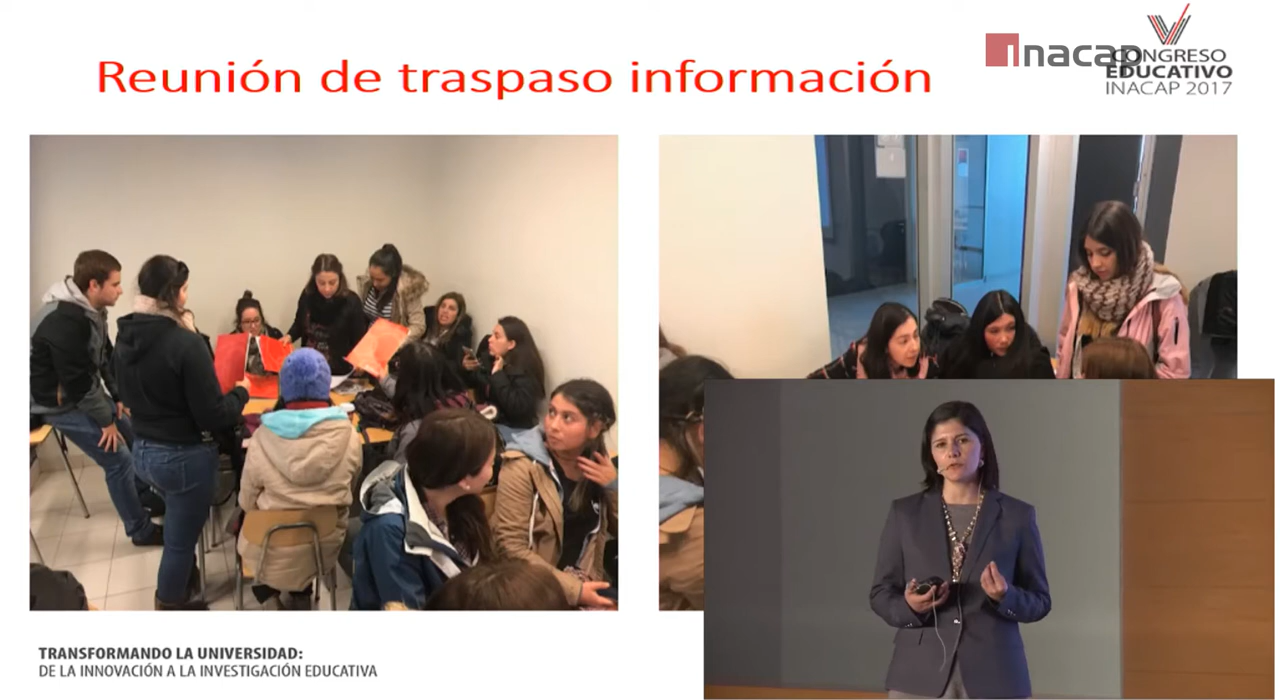 Reunión de traspaso información
inacap
CONGRESO
EDUCATIVO
INACAP 2017
TRANSFORMANDO LA UNIVERSIDAD:
DE LA INNOVACIÓN A LA INVESTIGACIÓN EDUCATIVA